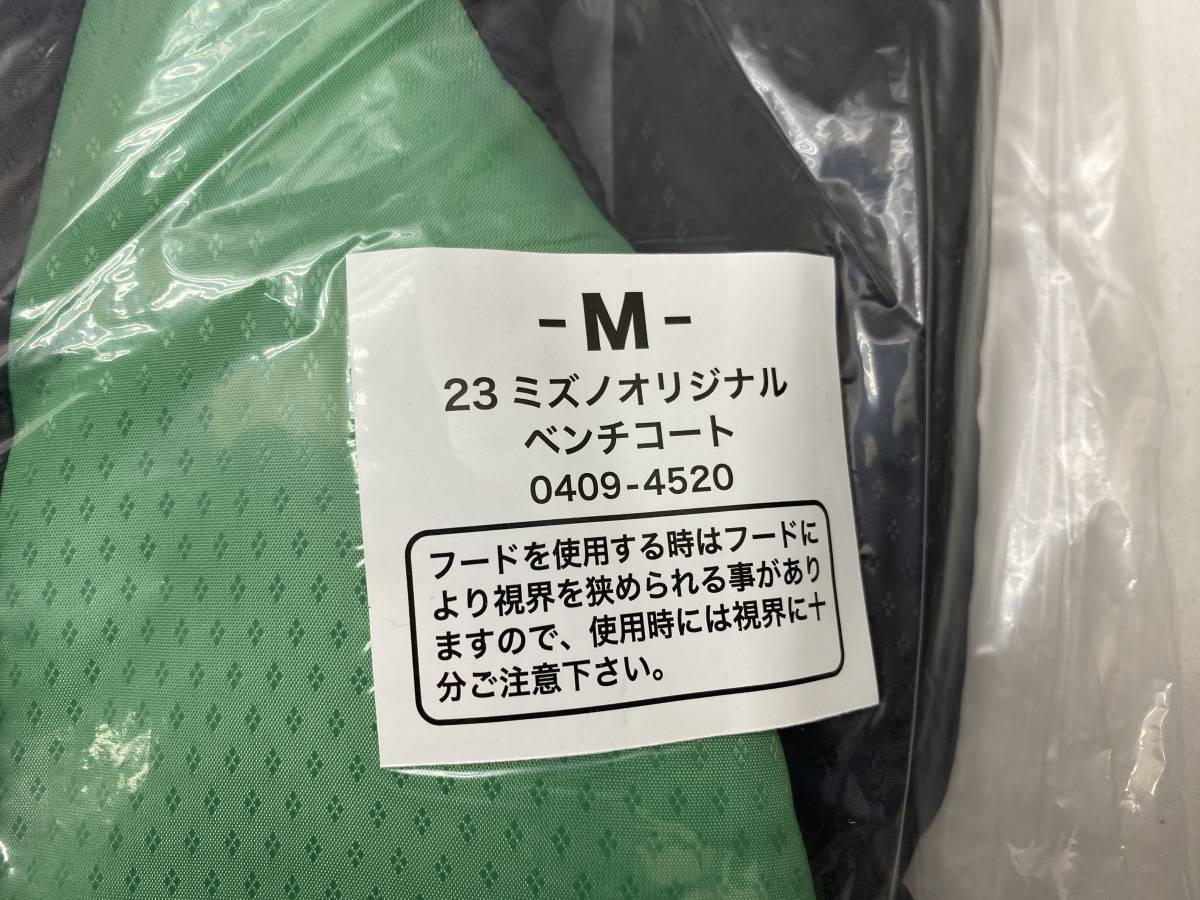 -M-
23 ミズノオリジナル
ベンチコート
0409-4520
フードを使用する時はフードに
より視界を狭められる事があり
ますので、使用時には視界に十
分ご注意下さい。